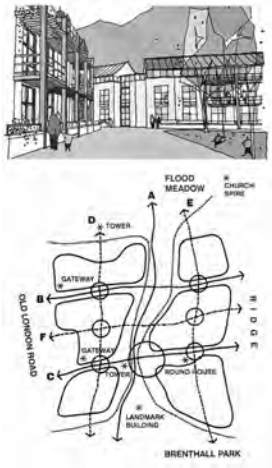 FLOOD
MEADOW
A
E
CHURCH
SPIRE
D
TOWER
GATEWAY
B
OLD LONDON ROAD
F
RIDGE
GATEWAY
C
TOWER
ROUND HOUSE
LANDMARK
BUILDING
BRENTHALL PARK